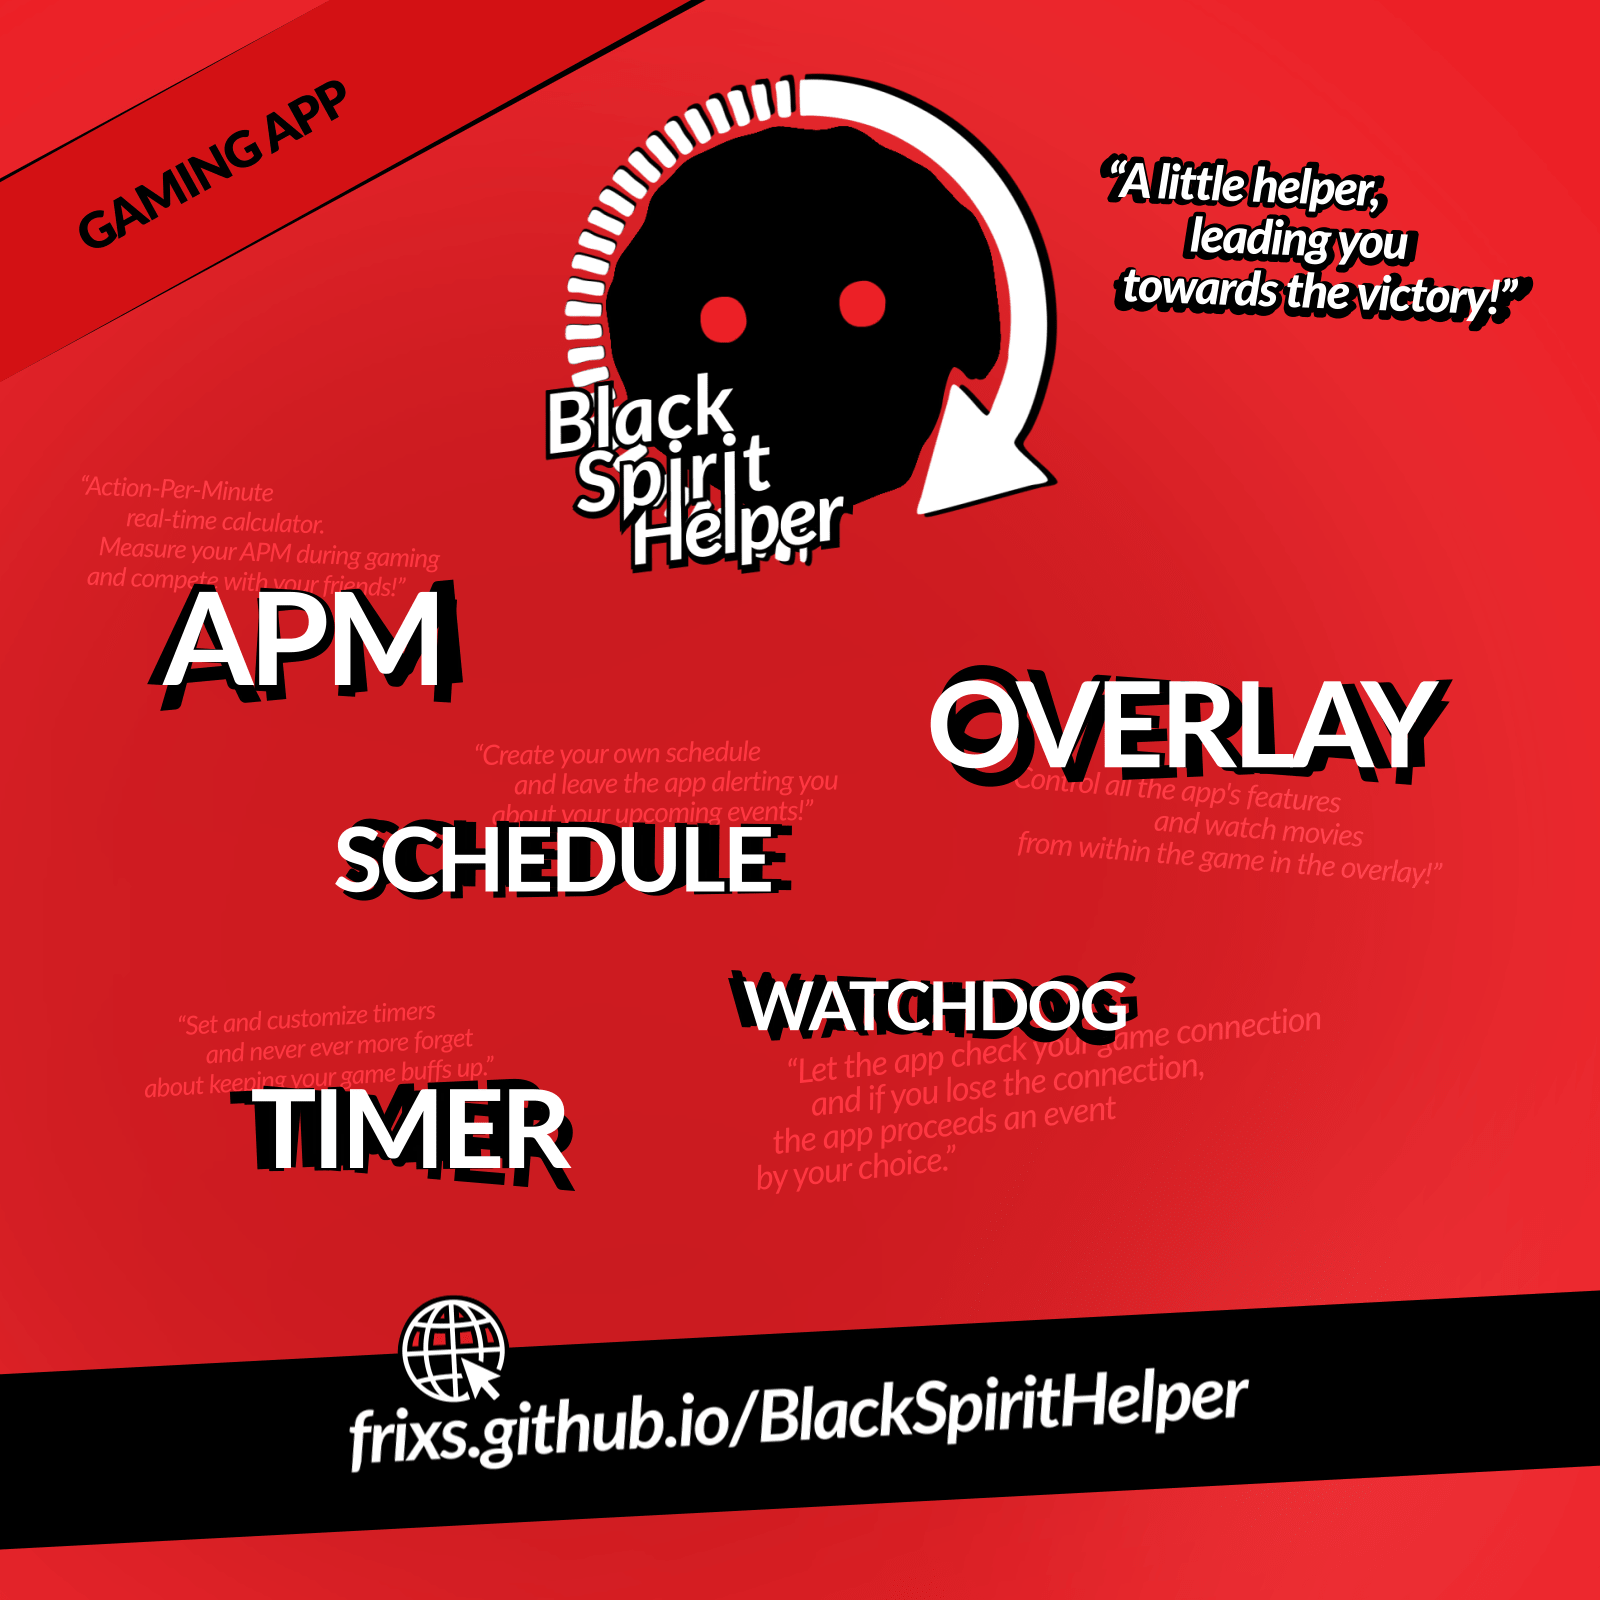 GAMING APP
“A little helper,
leading you
towards the victory!”
Black
Spirit
Helper
“Action-Per-Minute
real-time calculator.
Measure your APM during gaming
and compete with your friends!”
APM
OVERLAY
Control all the app's features
and watch movies
from within the game in the overlay!”
“Create your own schedule
and leave the app alerting you
about your upcoming events!”
SCHEDULE
WATCHDOG
“Let the app check your game connection
and if you lose the connection,
the app proceeds an event
by your choice.”
“Set and customize timers
and never ever more forget
about keeping your game buffs up.”
TIMER
frixs.github.io/BlackSpiritHelper